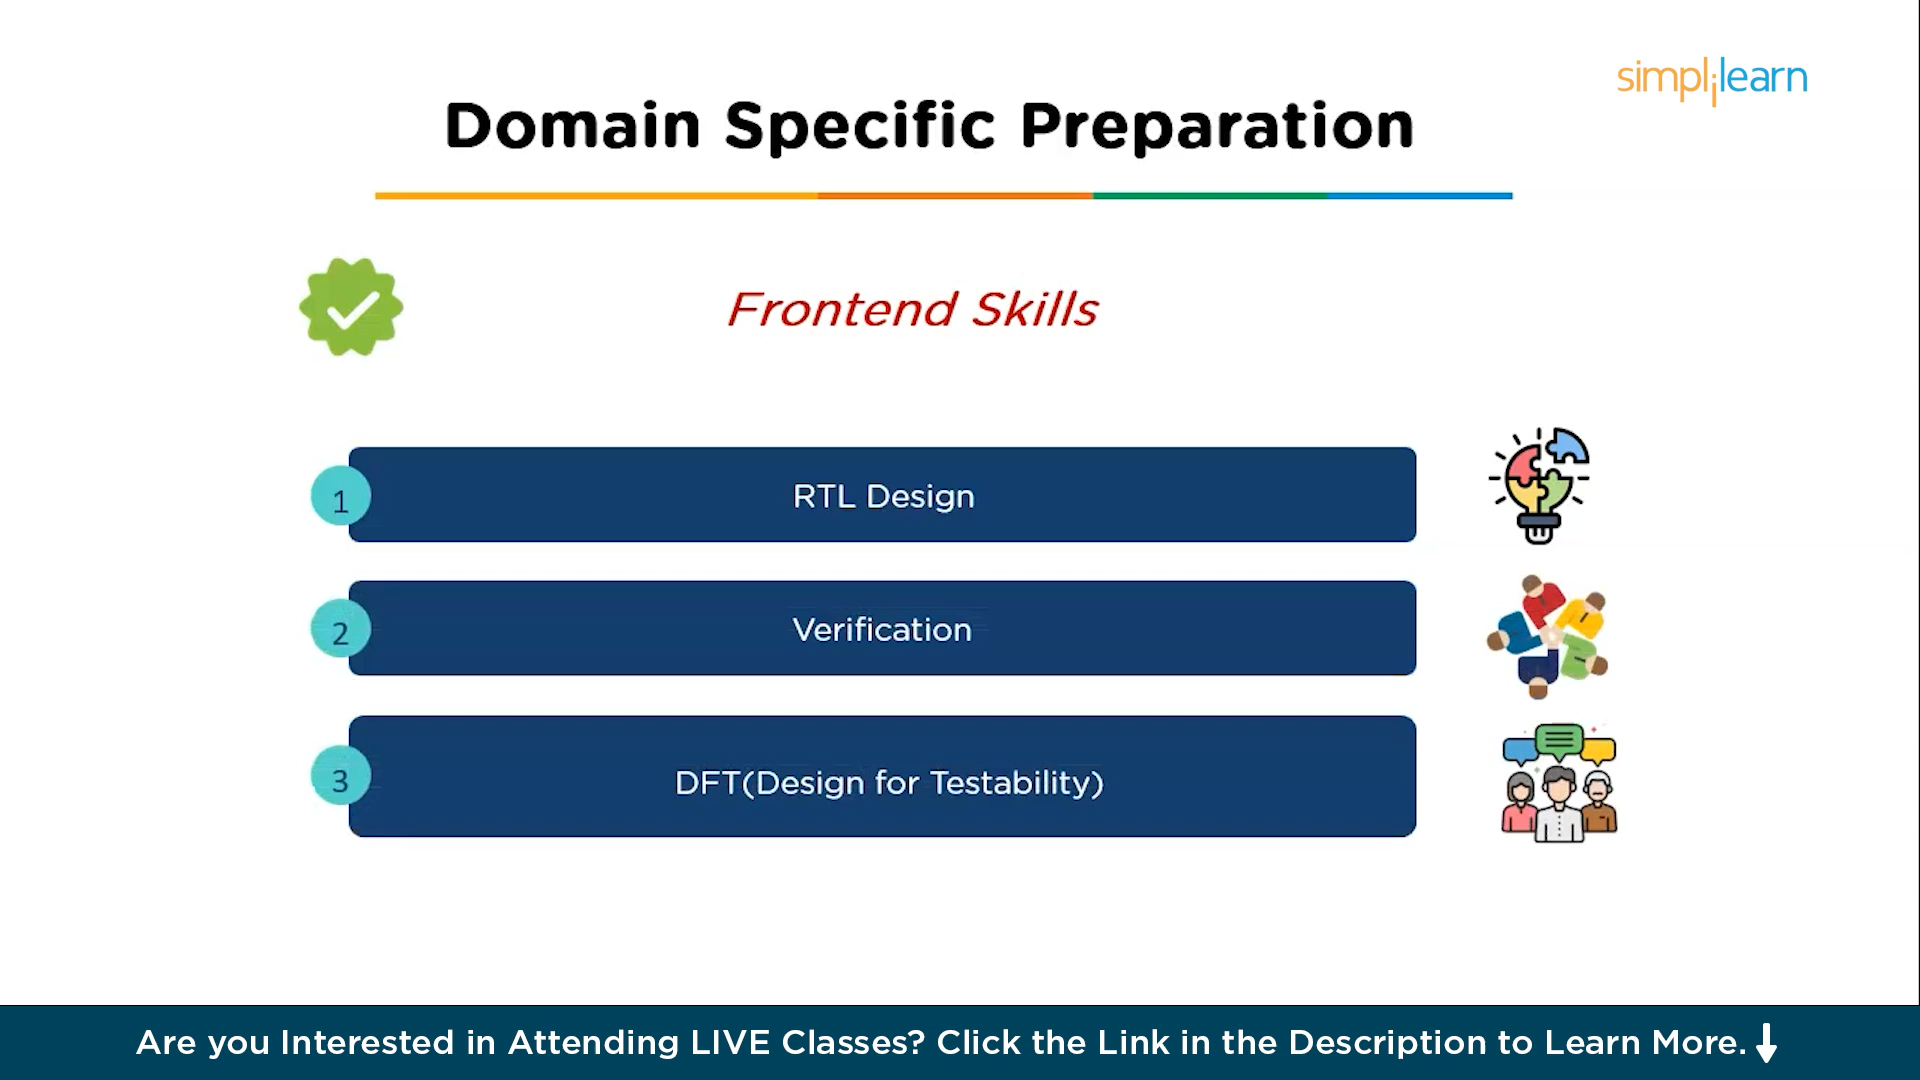 simplilearn
Domain Specific Preparation
Frontend Skills
1
RTL Design
2
Verification
3
DFT(Design for Testability)
Are you Interested in Attending LIVE Classes? Click the Link in the Description to Learn More.